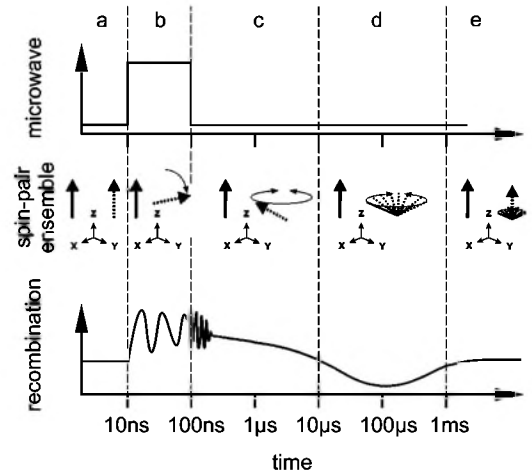 a b c d e
microwave
spin-pair
ensemble
z x y z x y z x y z x y z x y
recombination
10ns 100ns 1μs 10μs 100μs 1ms
time